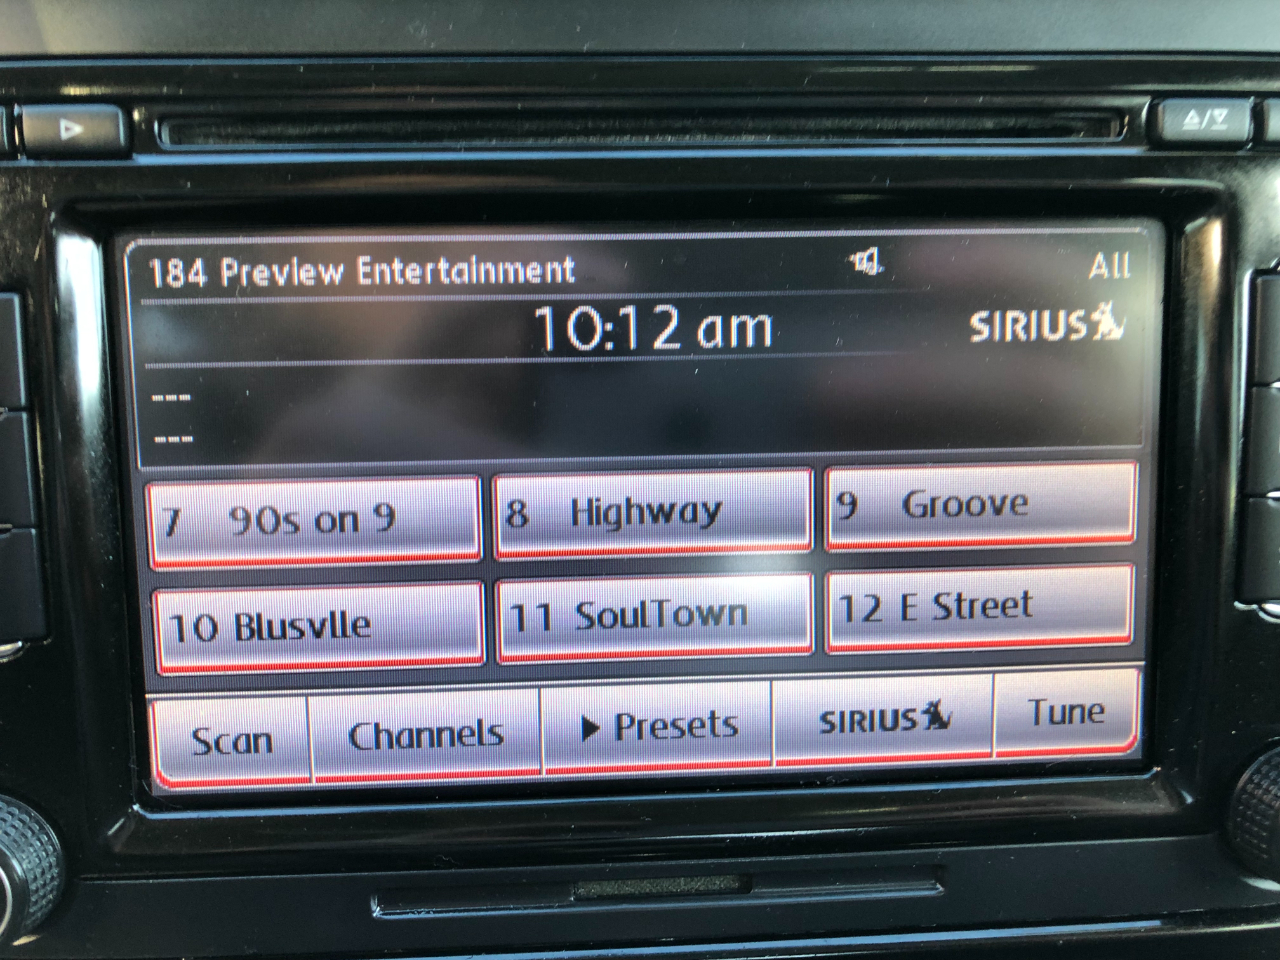 184 Preview Entertainment All
10:12 am SIRIUS
----
----
7 90s on 9 8 Highway 9 Groove
10 Blusvlle 11 SoulTown 12 E Street
Scan Channels Presets SIRIUS Tune